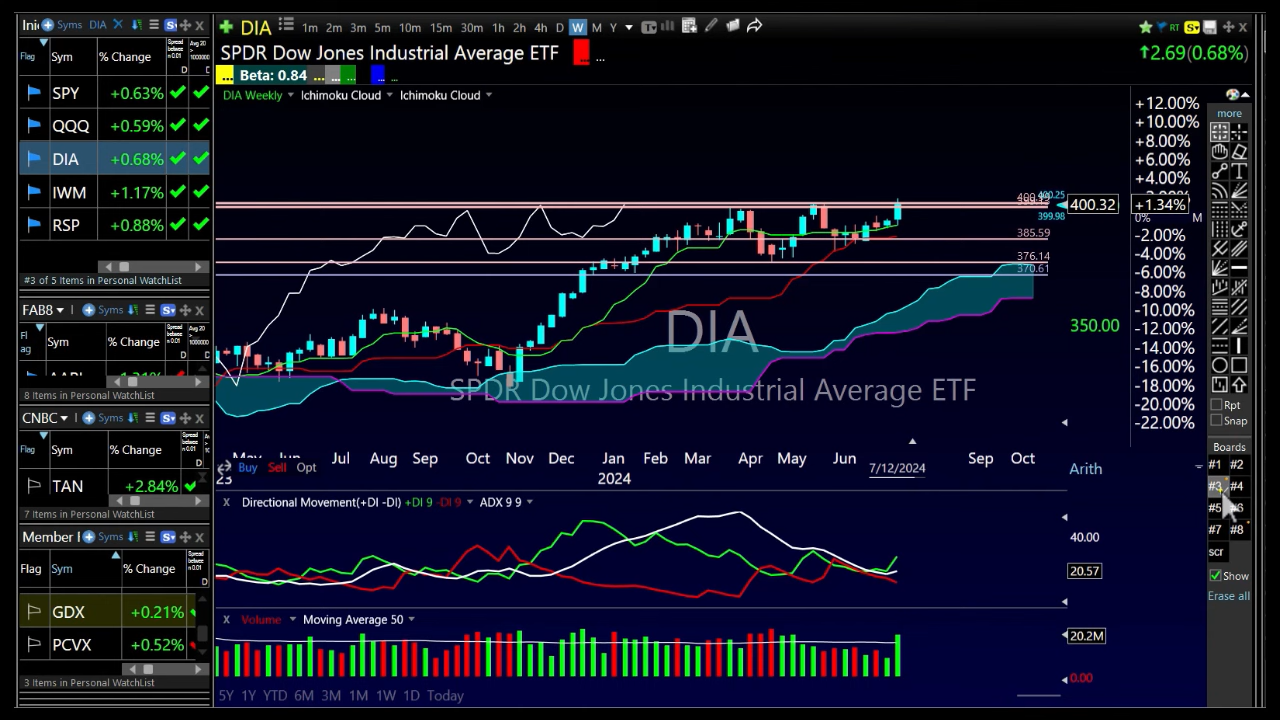 Syms DIA
Flag Sym % Change
SPY +0.63%
QQQ +0.59%
DIA +0.68%
IWM +1.17%
RSP +0.88%
#3 of 5 Items in Personal WatchList
FAB8 Syms
Sym % Change
8 Items in Personal WatchList
CNBC Syms
Flag Sym % Change
TAN +2.84%
7 Items in Personal WatchList
Member Syms
Flag Sym % Change
GDX +0.21%
PCVX +0.52%
3 Items in Personal WatchList
DIA 1m 2m 3m 5m 10m 15m 30m 1h 2h 4h D W M Y
SPDR Dow Jones Industrial Average ETF ...
↑2.69(0.68%)
... Beta: 0.84 ... ... ... ...
DIA Weekly Ichimoku Cloud Ichimoku Cloud
400.25
399.98
385.59
376.14
370.61
400.32
350.00
+12.00%
+10.00%
+8.00%
+6.00%
+4.00%
+1.34%
0% M
-2.00%
-4.00%
-6.00%
-8.00%
-10.00%
-12.00%
-14.00%
-16.00%
-18.00%
-20.00%
-22.00%
DIA
SPDR Dow Jones Industrial Average ETF
Jul Aug Sep Oct Nov Dec Jan Feb Mar Apr May Jun 7/12/2024 Sep Oct
23 Buy Sell Opt 2024 Arith
X Directional Movement(+DI -DI) +DI 9 -DI 9 ADX 9 9
40.00
20.57
X Volume Moving Average 50
20.2M
0.00
5Y 1Y YTD 6M 3M 1M 1W 1D Today
RT
more
T
Rpt
Snap
Boards
#1 #2
#3 #4
#5 #6
#7 #8
scr
Show
Erase all